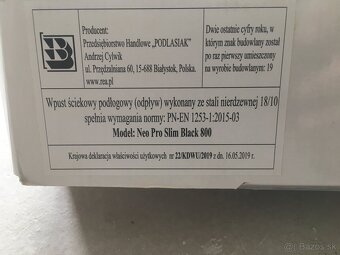 Producent:
Przedsiębiorstwo Handlowe „PODLASIAK"
Andrzej Cylwik
ul. Przędzalniana 60, 15-688 Białystok, Polska.
www.rea.pl
Dwie ostatnie cyfry roku, w
którym znak budowlany został
po raz pierwszy umieszczony
na wyrobie budowlanym: 19
Wpust ściekowy podłogowy (odpływ) wykonany ze stali nierdzewnej 18/10
spełnia wymagania normy: PN-EN 1253-1:2015-03
Model: Neo Pro Slim Black 800
Krajowa deklaracja właściwości użytkowych nr 22/KDWU/2019 z dn. 16.05.2019 r.
bazos.sk